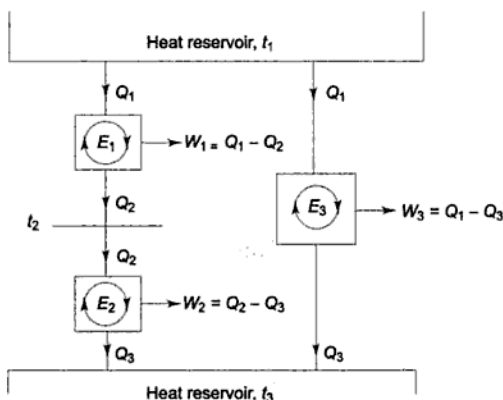 Heat reservoir, t₁
Q₁
Q₁
E₁
W₁ = Q₁ – Q₂
Q₂
E₃
W₃ = Q₁ – Q₃
t₂
Q₂
E₂
W₂ = Q₂ – Q₃
Q₃
Q₃
Heat reservoir, t₃